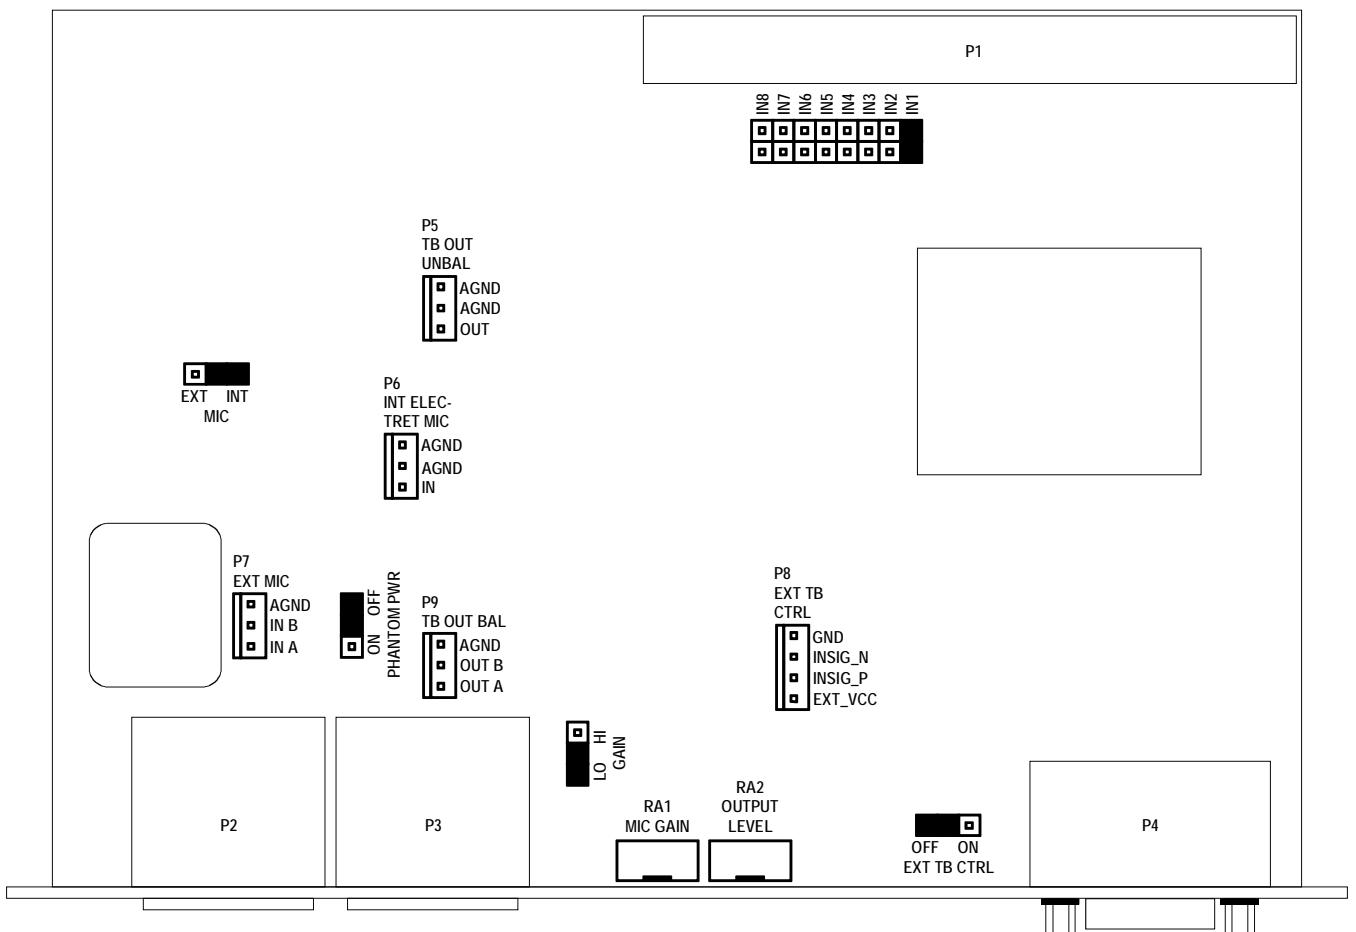 P1
IN8
IN7
IN6
IN5
IN4
IN3
IN2
IN1
P5
TB OUT
UNBAL
AGND
AGND
OUT
EXT INT
MIC
P6
INT ELEC-
TRET MIC
AGND
AGND
IN
P7
EXT MIC
AGND
IN B
IN A
ON OFF
PHANTOM PWR
P9
TB OUT BAL
AGND
OUT B
OUT A
P8
EXT TB
CTRL
GND
INSIG_N
INSIG_P
EXT_VCC
LO HI
GAIN
RA1
MIC GAIN
RA2
OUTPUT
LEVEL
OFF ON
EXT TB CTRL
P2
P3
P4